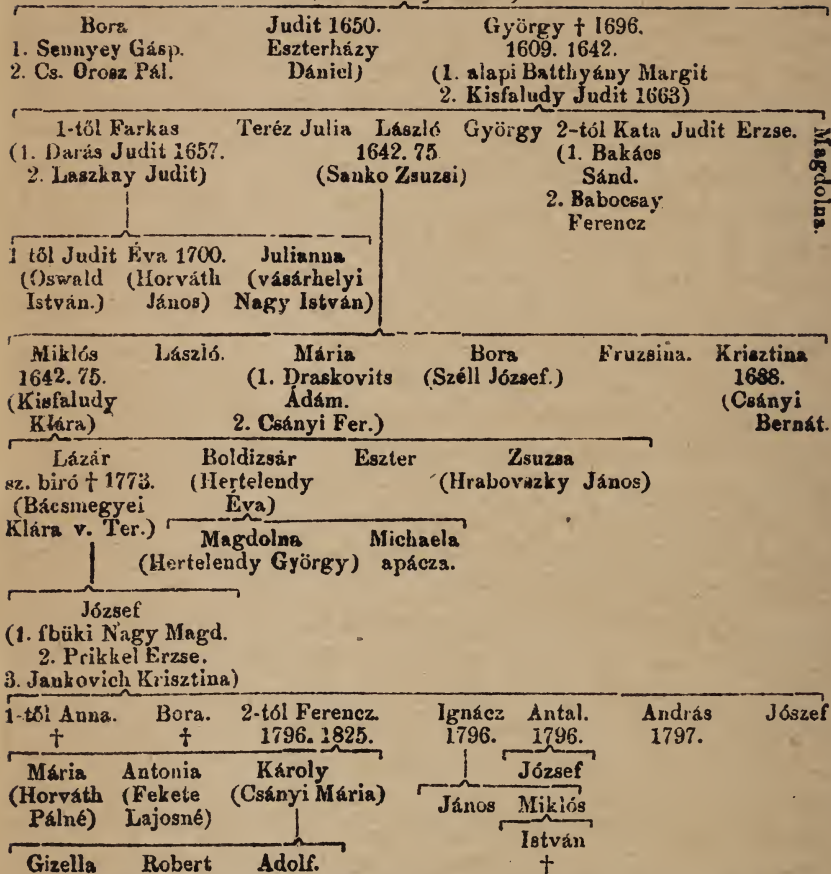 Bora Judit 1650. György † 1696.
1. Sennyey Gásp. Eszterházy 1609. 1642.
2. Cs. Orosz Pál. Dániel) (1. alapi Batthyány Margit
2. Kisfaludy Judit 1663)
1-től Farkas Teréz Julia László György 2-tól Kata Judit Erzse. Magdolna.
(1. Darás Judit 1657. 1642. 75 (1. Bakács
2. Laszkay Judit) (Sanko Zsuzsi) Sánd.
2. Babocsay
Ferencz
1 től Judit Éva 1700. Julianna
(Oswald (Horváth (vásárhelyi
István.) János) Nagy István)
Miklós László. Mária Bora Fruzsina. Krisztina
1642. 75. (1. Draskovits (Széll József.) 1688.
(Kisfaludy Ádám. (Csányi
Klára) 2. Csányi Fer.) Bernát.
Lázár Boldizsár Eszter Zsuzsa
sz. biró † 1773. (Hertelendy (Hrabovszky János)
(Bácsmegyei Éva)
Klára v. Ter.) Magdolna Michaela
(Hertelendy György) apácza.
József
(1. fbüki Nagy Magd.
2. Prikkel Erzse.
3. Jankovich Krisztina)
1-től Anna. Bora. 2-tól Ferencz. Ignácz Antal. András Jószef
† † 1796. 1825. 1796. 1796. 1797.
Mária Antonia Károly József
(Horváth (Fekete (Csányi Mária) János Miklós
Pálné) Lajosné) István
Gizella Robert Adolf. †